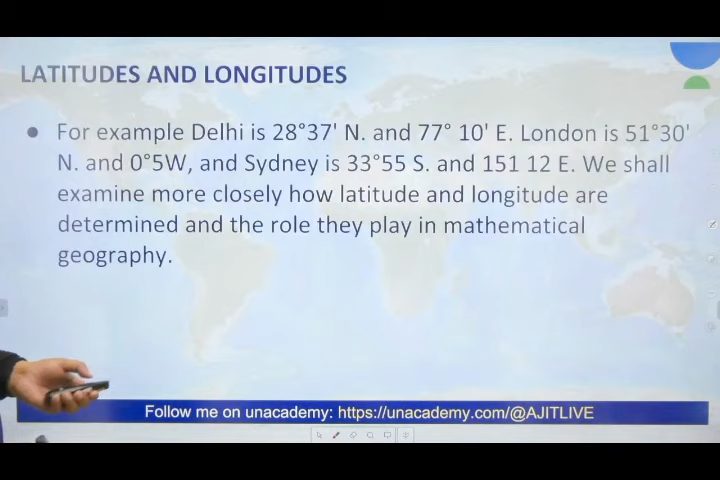 LATITUDES AND LONGITUDES
● For example Delhi is 28°37' N. and 77° 10' E. London is 51°30'
N. and 0°5W, and Sydney is 33°55 S. and 151 12 E. We shall
examine more closely how latitude and longitude are
determined and the role they play in mathematical
geography.
Follow me on unacademy: https://unacademy.com/@AJITLIVE